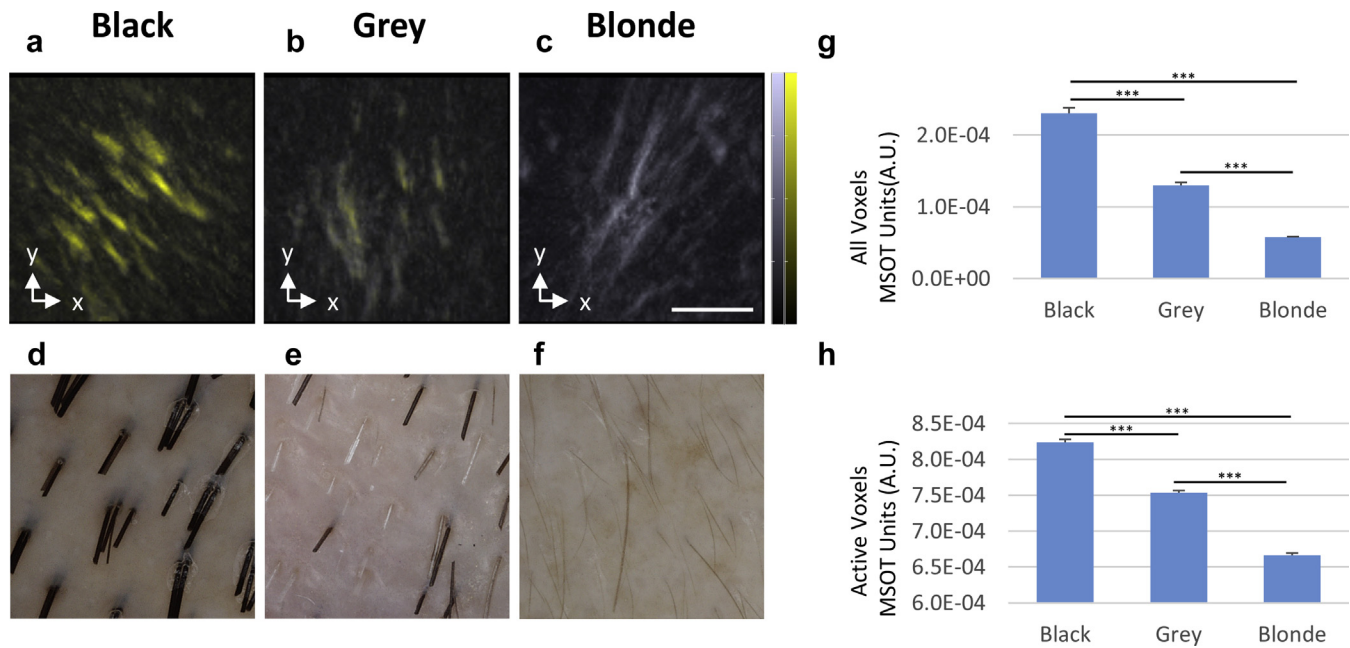 Black Grey Blonde
a b c g
y x y x y x
d e f h
***
***
***
All Voxels
MSOT Units(A.U.)
2.0E-04
1.0E-04
0.0E+00
Black Grey Blonde
***
***
***
Active Voxels
MSOT Units (A.U.)
8.5E-04
8.0E-04
7.5E-04
7.0E-04
6.5E-04
6.0E-04
Black Grey Blonde